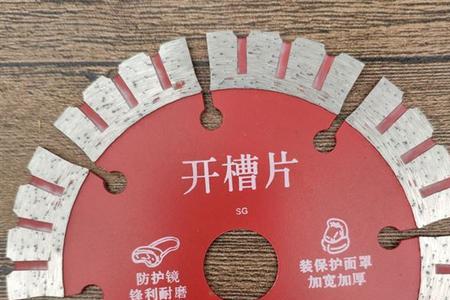 开槽片
SG
防护镜
锋利耐磨
装保护面罩
加宽加厚